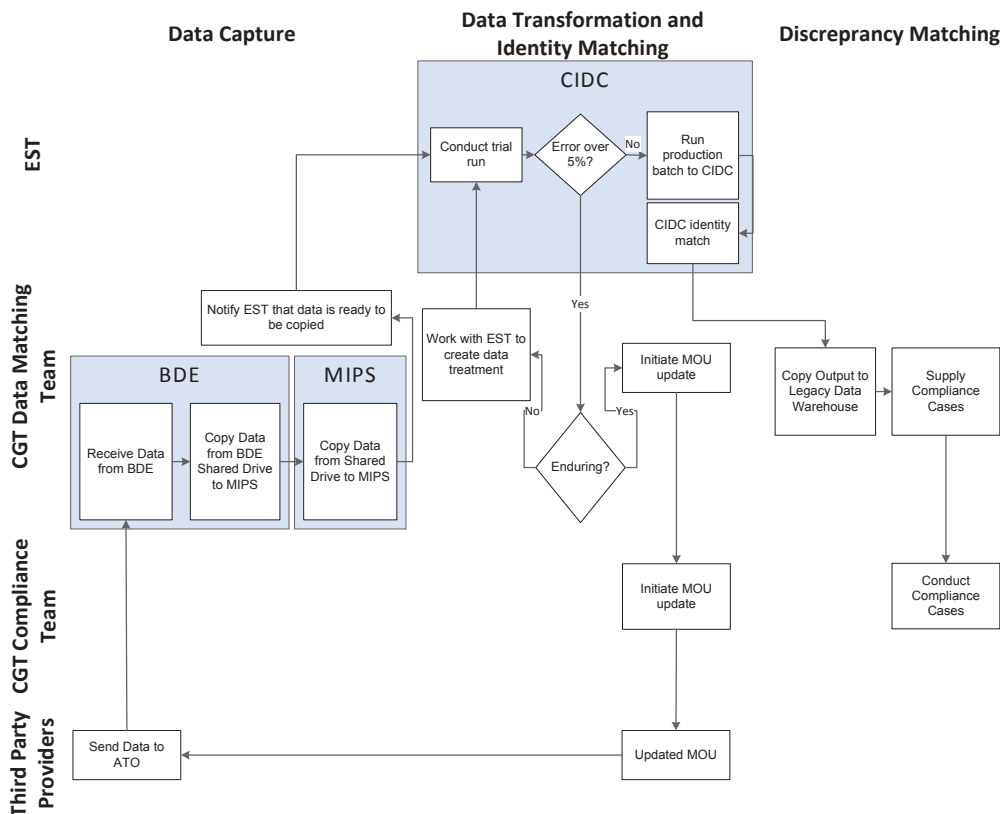 Data Capture
Data Transformation and
Identity Matching
Discreprancy Matching
EST
CIDC
Conduct trial
run
Error over
5%?
No
Run
production
batch to CIDC
CIDC identity
match
Yes
CGT Data Matching
Team
Notify EST that data is ready to
be copied
Work with EST to
create data
treatment
Initiate MOU
update
Copy Output to
Legacy Data
Warehouse
Supply
Compliance
Cases
BDE
MIPS
Receive Data
from BDE
Copy Data
from BDE
Shared Drive
to MIPS
Copy Data
from Shared
Drive to MIPS
No
Yes
Enduring?
CGT Compliance
Team
Initiate MOU
update
Conduct
Compliance
Cases
Third Party
Providers
Send Data to
ATO
Updated MOU